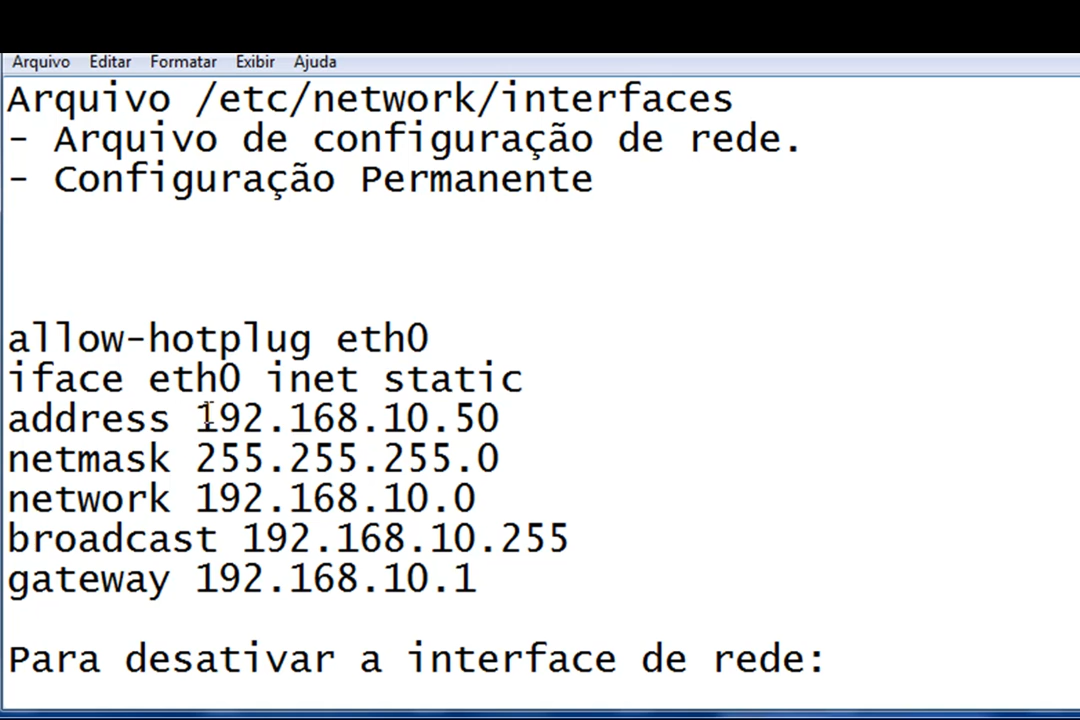 Arquivo Editar Formatar Exibir Ajuda
Arquivo /etc/network/interfaces
- Arquivo de configuração de rede.
- Configuração Permanente
allow-hotplug eth0
iface eth0 inet static
address 192.168.10.50
netmask 255.255.255.0
network 192.168.10.0
broadcast 192.168.10.255
gateway 192.168.10.1
Para desativar a interface de rede: